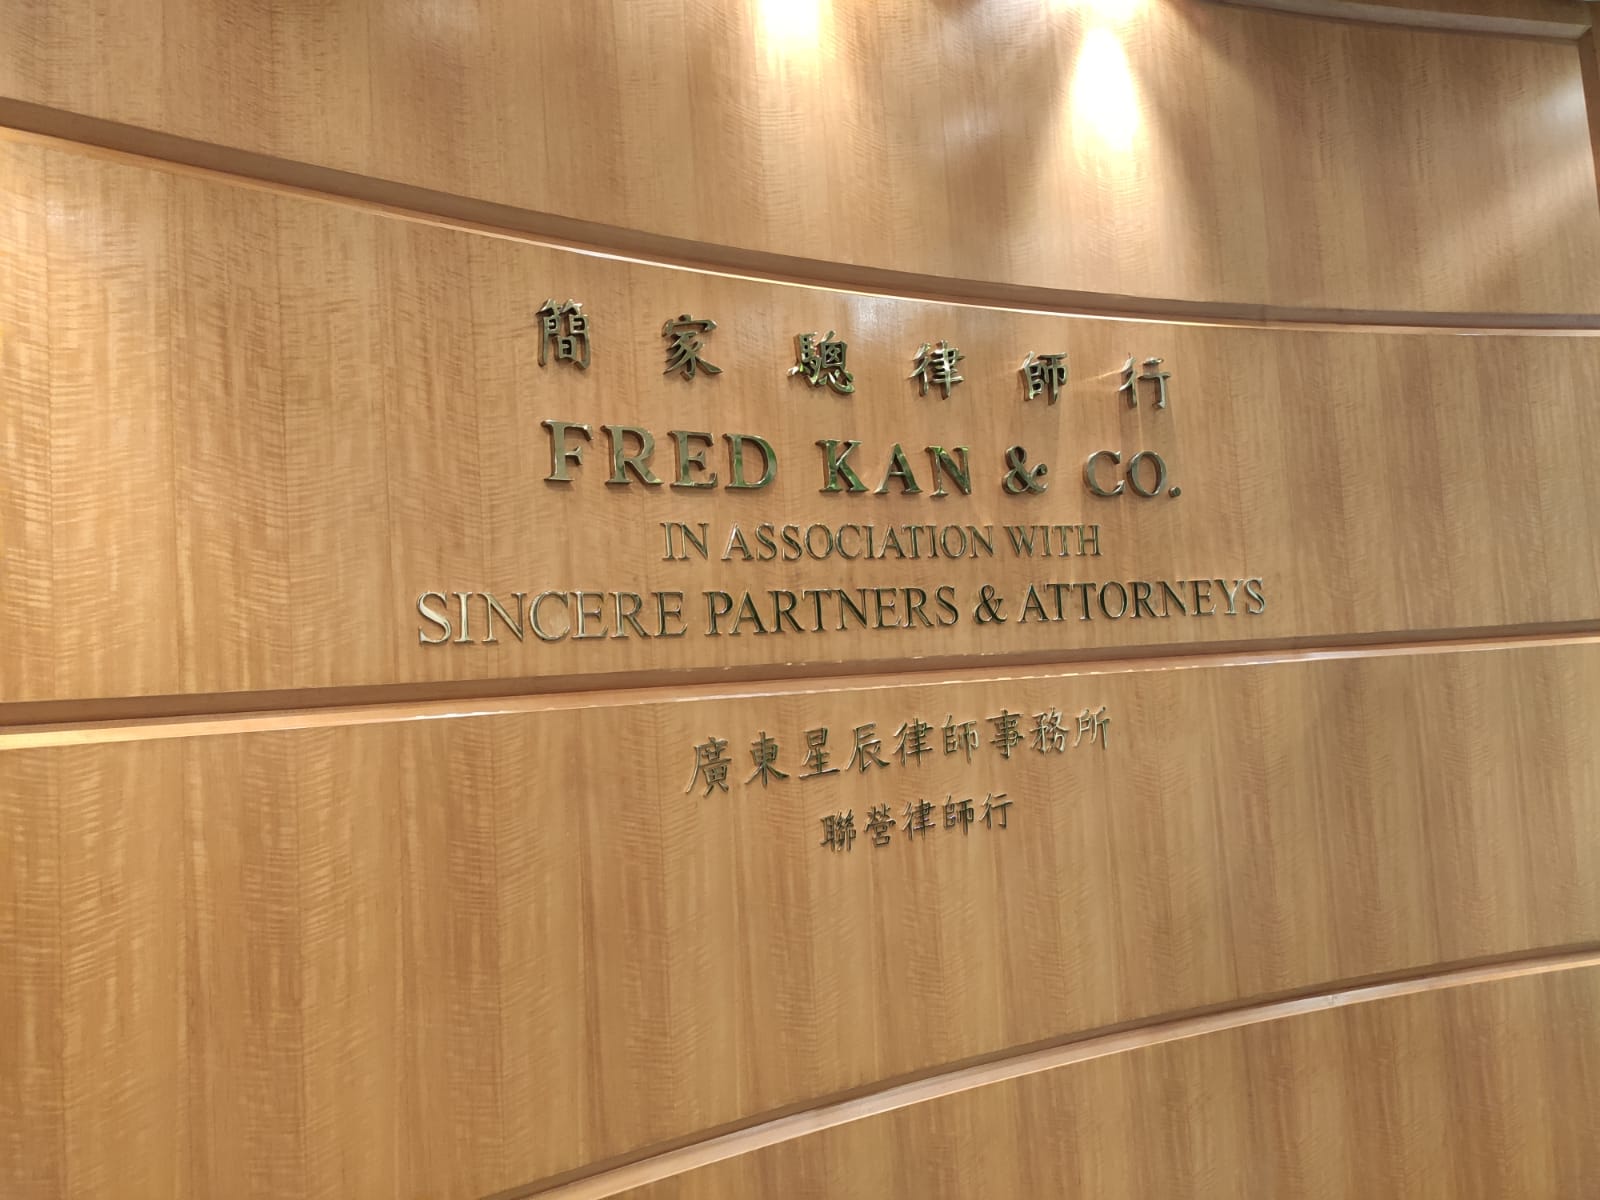 簡家驄律師行
FRED KAN & CO.
IN ASSOCIATION WITH
SINCERE PARTNERS & ATTORNEYS
廣東星辰律師事務所
聯營律師行